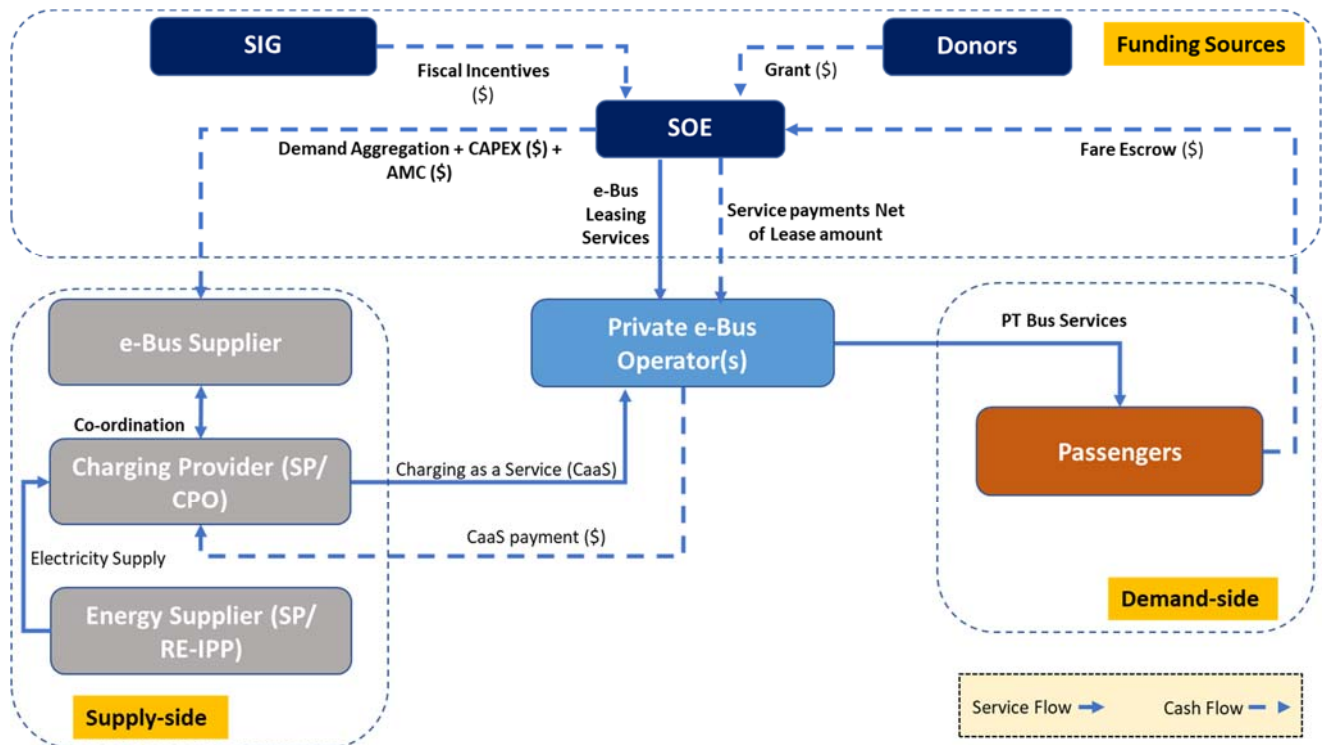 SIG
Donors
Funding Sources
Fiscal Incentives
($)
Grant ($)
SOE
Demand Aggregation + CAPEX ($) +
AMC ($)
Fare Escrow ($)
e-Bus
Leasing
Services
Service payments Net
of Lease amount
e-Bus Supplier
Private e-Bus
Operator(s)
PT Bus Services
Co-ordination
Charging Provider (SP/
CPO)
Charging as a Service (CaaS)
Passengers
CaaS payment ($)
Electricity Supply
Energy Supplier (SP/
RE-IPP)
Demand-side
Supply-side
Service Flow
Cash Flow